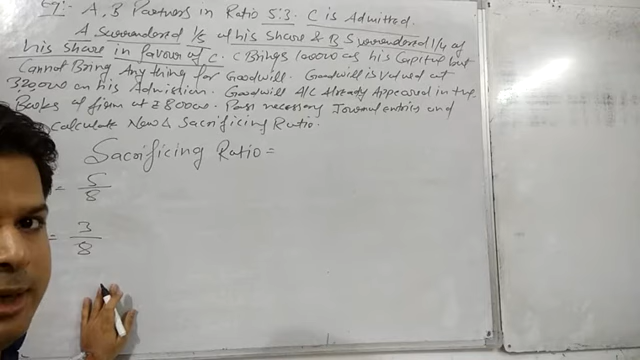 Eg:- A, B Partners in Ratio 5:3. C is Admitted.
A surrendered 1/5 of his share & B Surrendered 1/4 of
his share in favour of C. C Brings 100000 as his Capital but
Cannot Bring Any thing for Goodwill. Goodwill is Valued at
320000 on his Admission. Goodwill A/c Already Appeared in the
Books of firm at 80000. Pass necessary Journal entries and
Calculate New & Sacrificing Ratio.
Sacrificing Ratio =
= 5/8
= 3/8